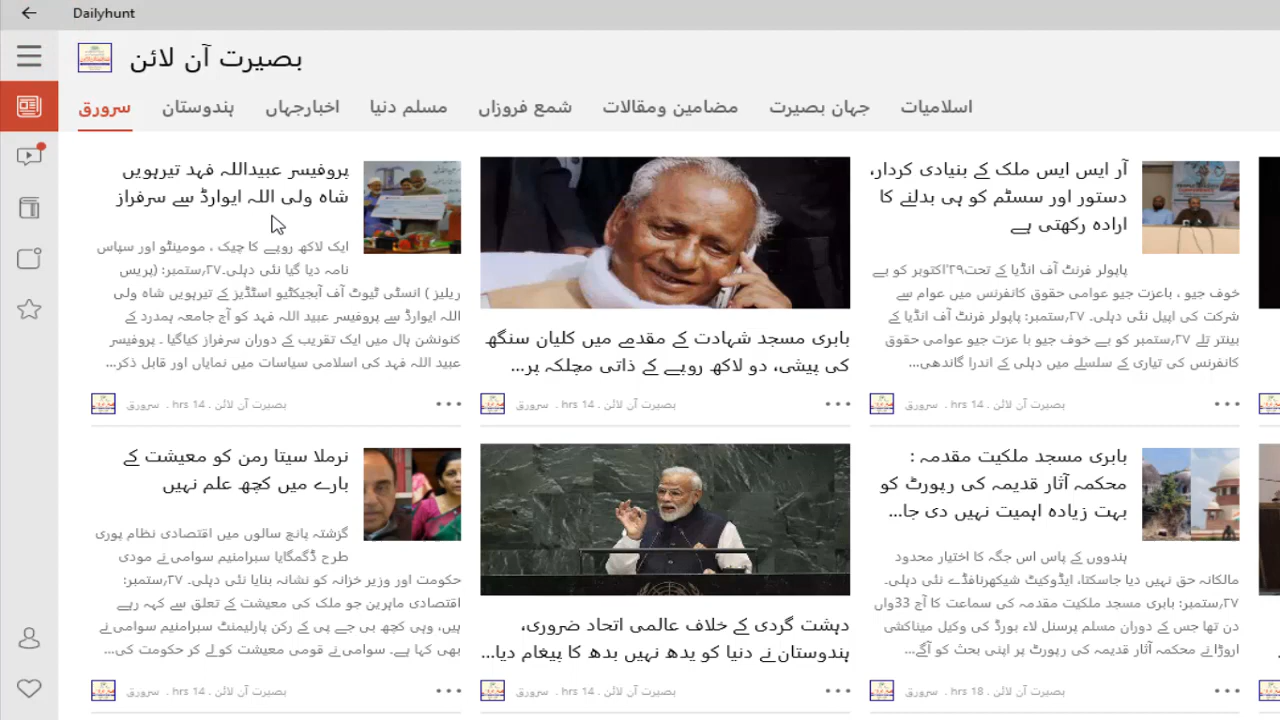 Dailyhunt
بصیرت آن لائن
سرورق
ہندوستان
اخبارجہاں
مسلم دنیا
شمع فروزاں
مضامین ومقالات
جہان بصیرت
اسلامیات
پروفیسر عبیداللہ فہد تیرہویں
شاہ ولی اللہ ایوارڈ سے سرفراز
ایک لاکھ روپے کا چیک ، مومینٹو اور سپاس
نامہ دیا گیا نئی دہلی۔۲۷؍ستمبر: (پریس
ریلیز ) انسٹی ٹیوٹ آف آبجیکٹیو اسٹڈیز کے تیرہویں شاہ ولی
اللہ ایوارڈ سے پروفیسر عبید اللہ فہد کو آج جامعہ ہمدرد کے
کنونشن ہال میں ایک تقریب کے دوران سرفراز کیاگیا ۔ پروفیسر
عبید اللہ فہد کی اسلامی سیاسات میں نمایاں اور قابل ذکر...
بصیرت آن لائن . 14 hrs . سرورق
بابری مسجد شہادت کے مقدمے میں کلیان سنگھ
کی پیشی، دو لاکھ روپے کے ذاتی مچلکہ پر...
بصیرت آن لائن . 14 hrs . سرورق
آر ایس ایس ملک کے بنیادی کردار،
دستور اور سسٹم کو ہی بدلنے کا
ارادہ رکھتی ہے
پاپولر فرنٹ آف انڈیا کے تحت۲۹'اکتوبر کو بے
خوف جیو ، باعزت جیو عوامی حقوق کانفرنس میں عوام سے
شرکت کی اپیل نئی دہلی۔ ۲۷؍ستمبر: پاپولر فرنٹ آف انڈیا کے
بینتر تلے ۲۷؍ستمبر کو بے خوف جیو با عزت جیو عوامی حقوق
کانفرنس کی تیاری کے سلسلے میں دہلی کے اندرا گاندھی...
بصیرت آن لائن . 14 hrs . سرورق
نرملا سیتا رمن کو معیشت کے
بارے میں کچھ علم نہیں
گزشتہ پانچ سالوں میں اقتصادی نظام پوری
طرح ڈگمگایا سبرامنیم سوامی نے مودی
حکومت اور وزیر خزانہ کو نشانہ بنایا نئی دہلی۔ ۲۷؍ستمبر:
اقتصادی ماہرین جو ملک کی معیشت کے تعلق سے کہہ رہے
ہیں، وہی کچھ بی جے پی کے رکن پارلیمنٹ سبرامنیم سوامی نے
بھی کہا ہے۔ سوامی نے قومی معیشت کو لے کر حکومت کی...
بصیرت آن لائن . 14 hrs . سرورق
دہشت گردی کے خلاف عالمی اتحاد ضروری،
ہندوستان نے دنیا کو یدھ نہیں بدھ کا پیغام دیا...
بصیرت آن لائن . 14 hrs . سرورق
بابری مسجد ملکیت مقدمہ :
محکمہ آثار قدیمہ کی رپورٹ کو
بہت زیادہ اہمیت نہیں دی جا...
ہندووں کے پاس اس جگہ کا اختیار محدود
مالکانہ حق نہیں دیا جاسکتا، ایڈوکیٹ شیکھرنافڈے نئی دہلی۔
۲۷؍ستمبر: بابری مسجد ملکیت مقدمہ کی سماعت کا آج 33واں
دن تھا جس کے دوران مسلم پرسنل لاء بورڈ کی وکیل میناکشی
اروڑا نے محکمہ آثار قدیمہ کی رپورٹ پر اپنی بحث کو آگے...
بصیرت آن لائن . 18 hrs . سرورق